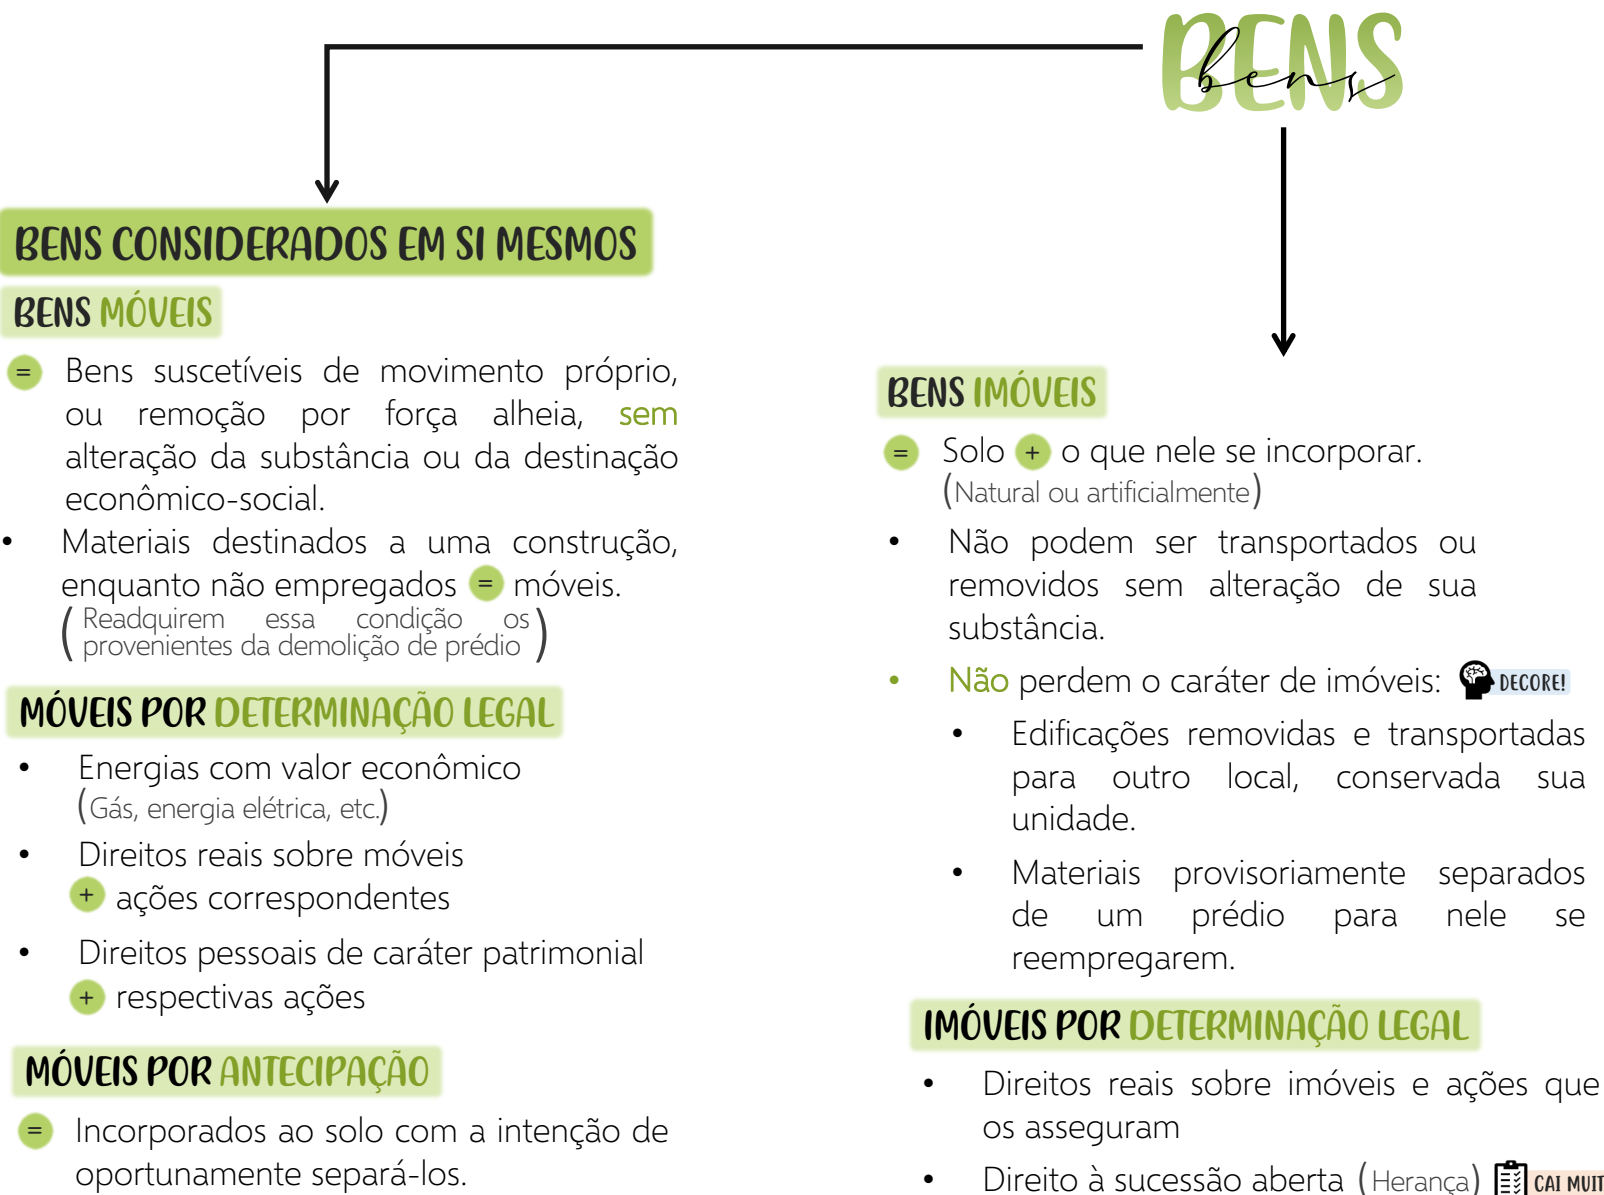 BENS
bens
BENS CONSIDERADOS EM SI MESMOS
BENS MÓVEIS
= Bens suscetíveis de movimento próprio,
ou remoção por força alheia, sem
alteração da substância ou da destinação
econômico-social.
• Materiais destinados a uma construção,
enquanto não empregados = móveis.
(Readquirem essa condição os
provenientes da demolição de prédio)
MÓVEIS POR DETERMINAÇÃO LEGAL
• Energias com valor econômico
(Gás, energia elétrica, etc.)
• Direitos reais sobre móveis
+ ações correspondentes
• Direitos pessoais de caráter patrimonial
+ respectivas ações
MÓVEIS POR ANTECIPAÇÃO
= Incorporados ao solo com a intenção de
oportunamente separá-los.
BENS IMÓVEIS
= Solo + o que nele se incorporar.
(Natural ou artificialmente)
• Não podem ser transportados ou
removidos sem alteração de sua
substância.
• Não perdem o caráter de imóveis: DECORE!
• Edificações removidas e transportadas
para outro local, conservada sua
unidade.
• Materiais provisoriamente separados
de um prédio para nele se
reempregarem.
IMÓVEIS POR DETERMINAÇÃO LEGAL
• Direitos reais sobre imóveis e ações que
os asseguram
• Direito à sucessão aberta (Herança) CAI MUIT